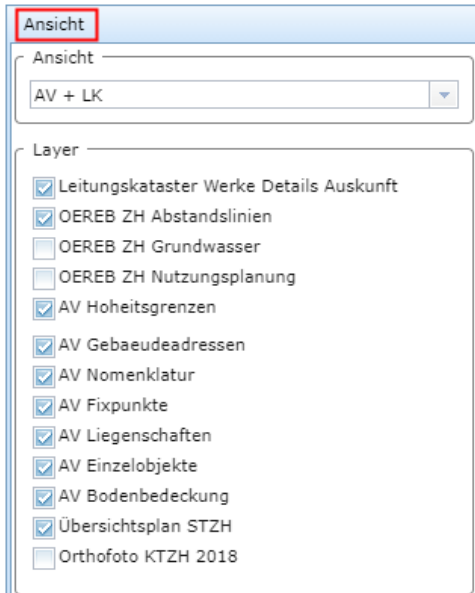 Ansicht
Ansicht
AV + LK
Layer
Leitungskataster Werke Details Auskunft
OEREB ZH Abstandslinien
OEREB ZH Grundwasser
OEREB ZH Nutzungsplanung
AV Hoheitsgrenzen
AV Gebaeudeadressen
AV Nomenklatur
AV Fixpunkte
AV Liegenschaften
AV Einzelobjekte
AV Bodenbedeckung
Übersichtsplan STZH
Orthofoto KTZH 2018